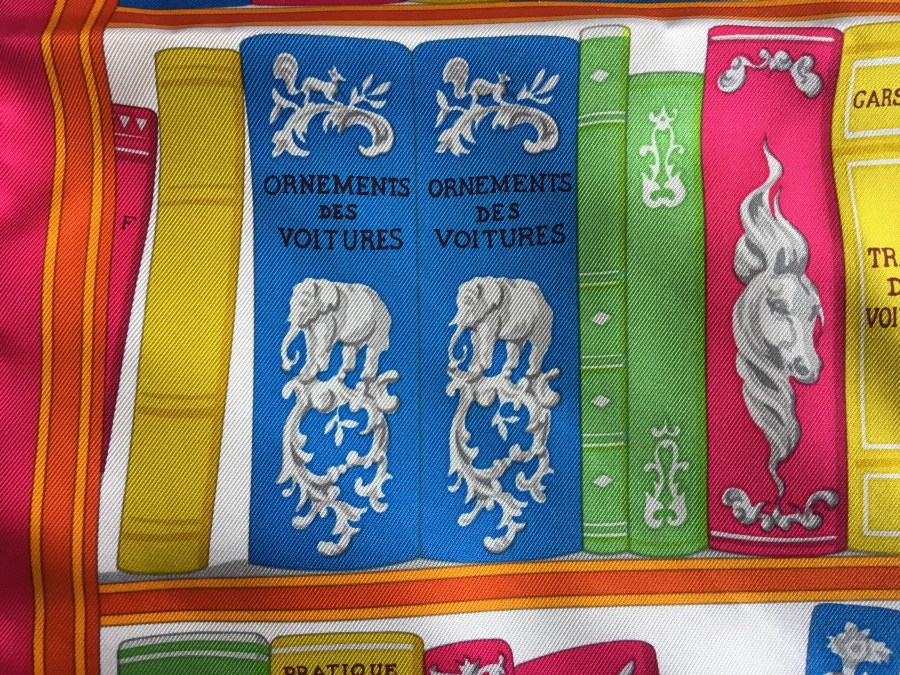 F
ORNEMENTS
DES
VOITURES
ORNEMENTS
DES
VOITURES
GARS
TRA
D
VOI
PRATIQUE